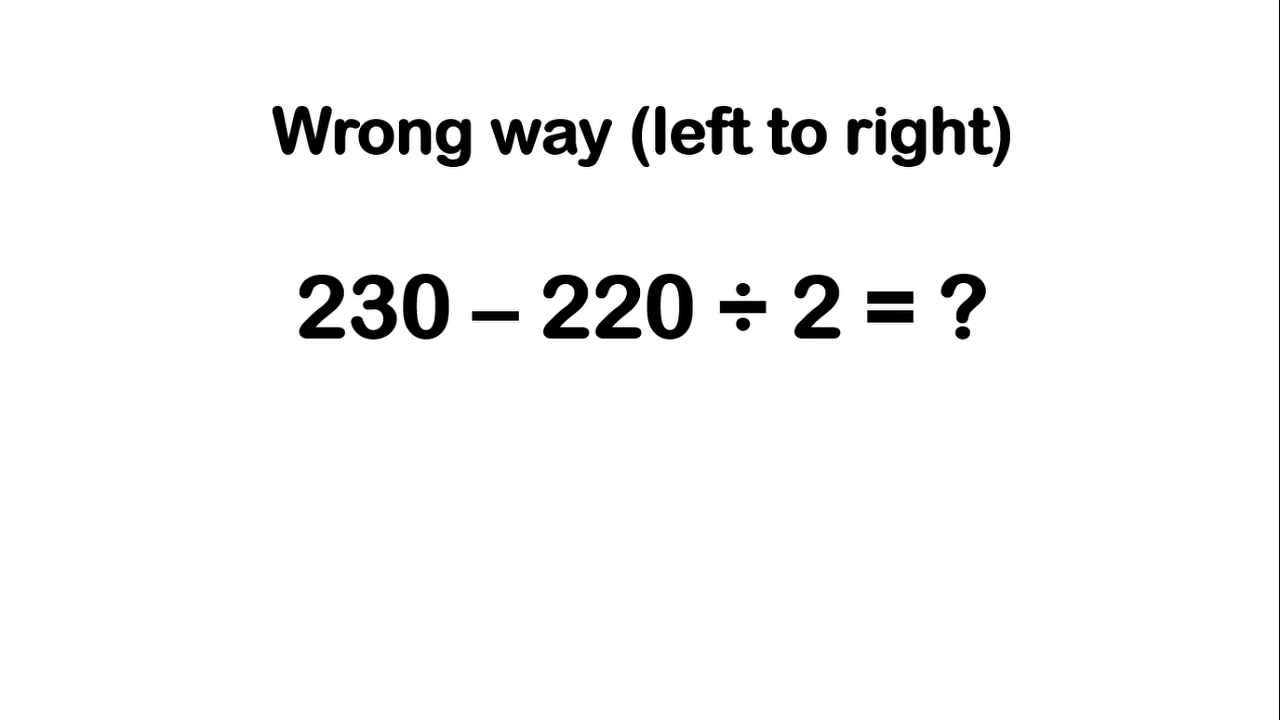 Wrong way (left to right)
230 – 220 ÷ 2 = ?